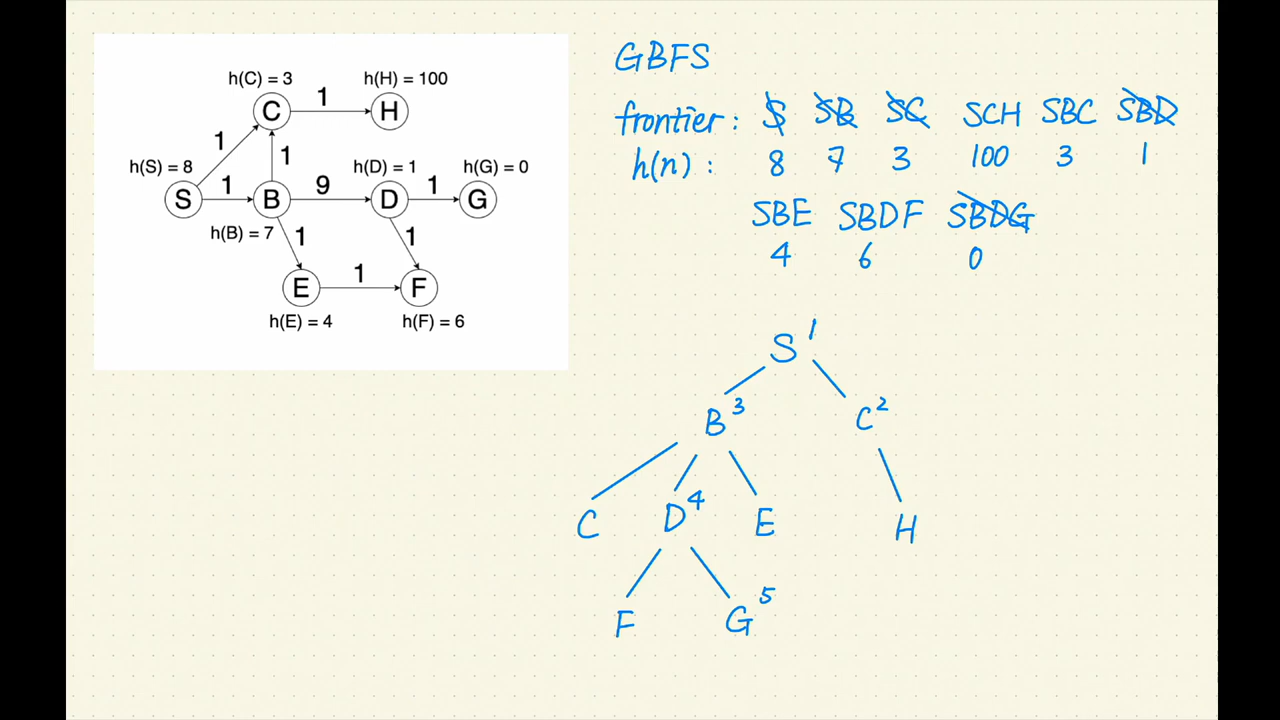 h(C) = 3 h(H) = 100
C 1 H
1 1
h(S) = 8 h(D) = 1 h(G) = 0
S 1 B 9 D 1 G
h(B) = 7 1 1
E 1 F
h(E) = 4 h(F) = 6
GBFS
frontier: S SB SC SCH SBC SBD
h(n): 8 7 3 100 3 1
SBE SBDF SBDG
4 6 0
S 1
B 3 C 2
C D 4 E H
F G 5